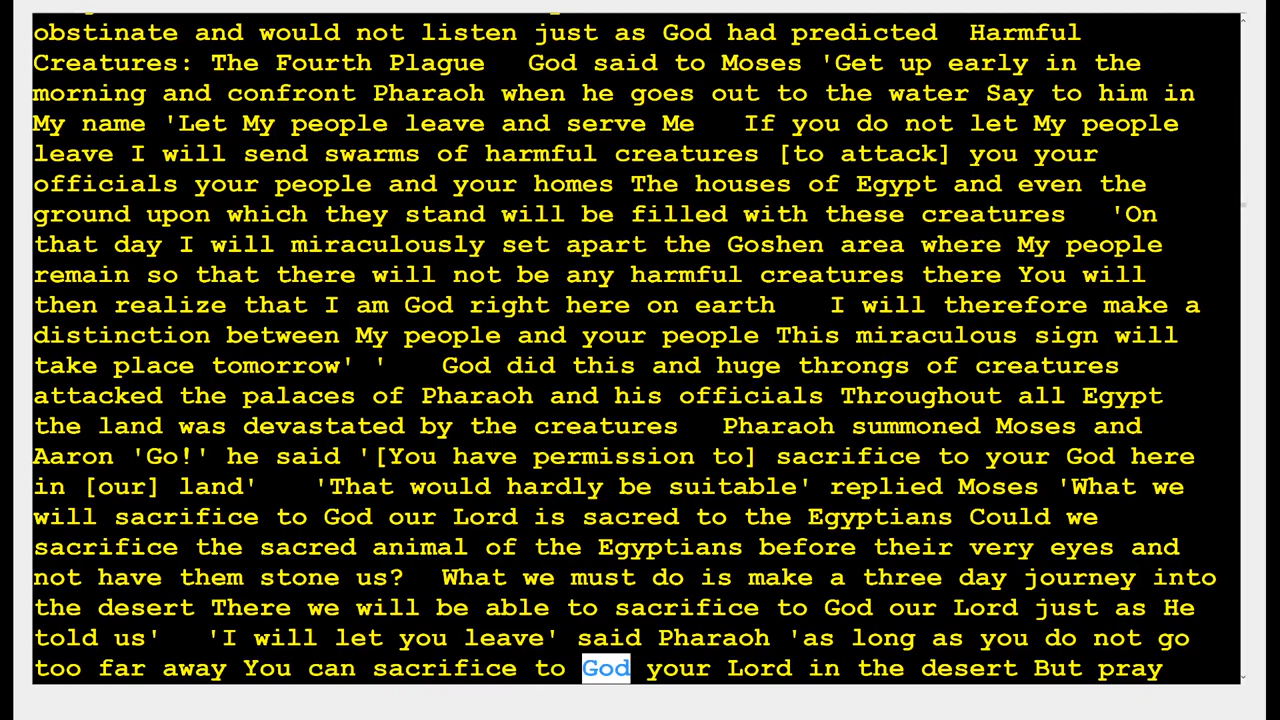 obstinate and would not listen just as God had predicted  Harmful
Creatures: The Fourth Plague   God said to Moses 'Get up early in the
morning and confront Pharaoh when he goes out to the water Say to him in
My name 'Let My people leave and serve Me   If you do not let My people
leave I will send swarms of harmful creatures [to attack] you your
officials your people and your homes The houses of Egypt and even the
ground upon which they stand will be filled with these creatures   'On
that day I will miraculously set apart the Goshen area where My people
remain so that there will not be any harmful creatures there You will
then realize that I am God right here on earth   I will therefore make a
distinction between My people and your people This miraculous sign will
take place tomorrow' '   God did this and huge throngs of creatures
attacked the palaces of Pharaoh and his officials Throughout all Egypt
the land was devastated by the creatures   Pharaoh summoned Moses and
Aaron 'Go!' he said '[You have permission to] sacrifice to your God here
in [our] land'   'That would hardly be suitable' replied Moses 'What we
will sacrifice to God our Lord is sacred to the Egyptians Could we
sacrifice the sacred animal of the Egyptians before their very eyes and
not have them stone us?  What we must do is make a three day journey into
the desert There we will be able to sacrifice to God our Lord just as He
told us'   'I will let you leave' said Pharaoh 'as long as you do not go
too far away You can sacrifice to God your Lord in the desert But pray